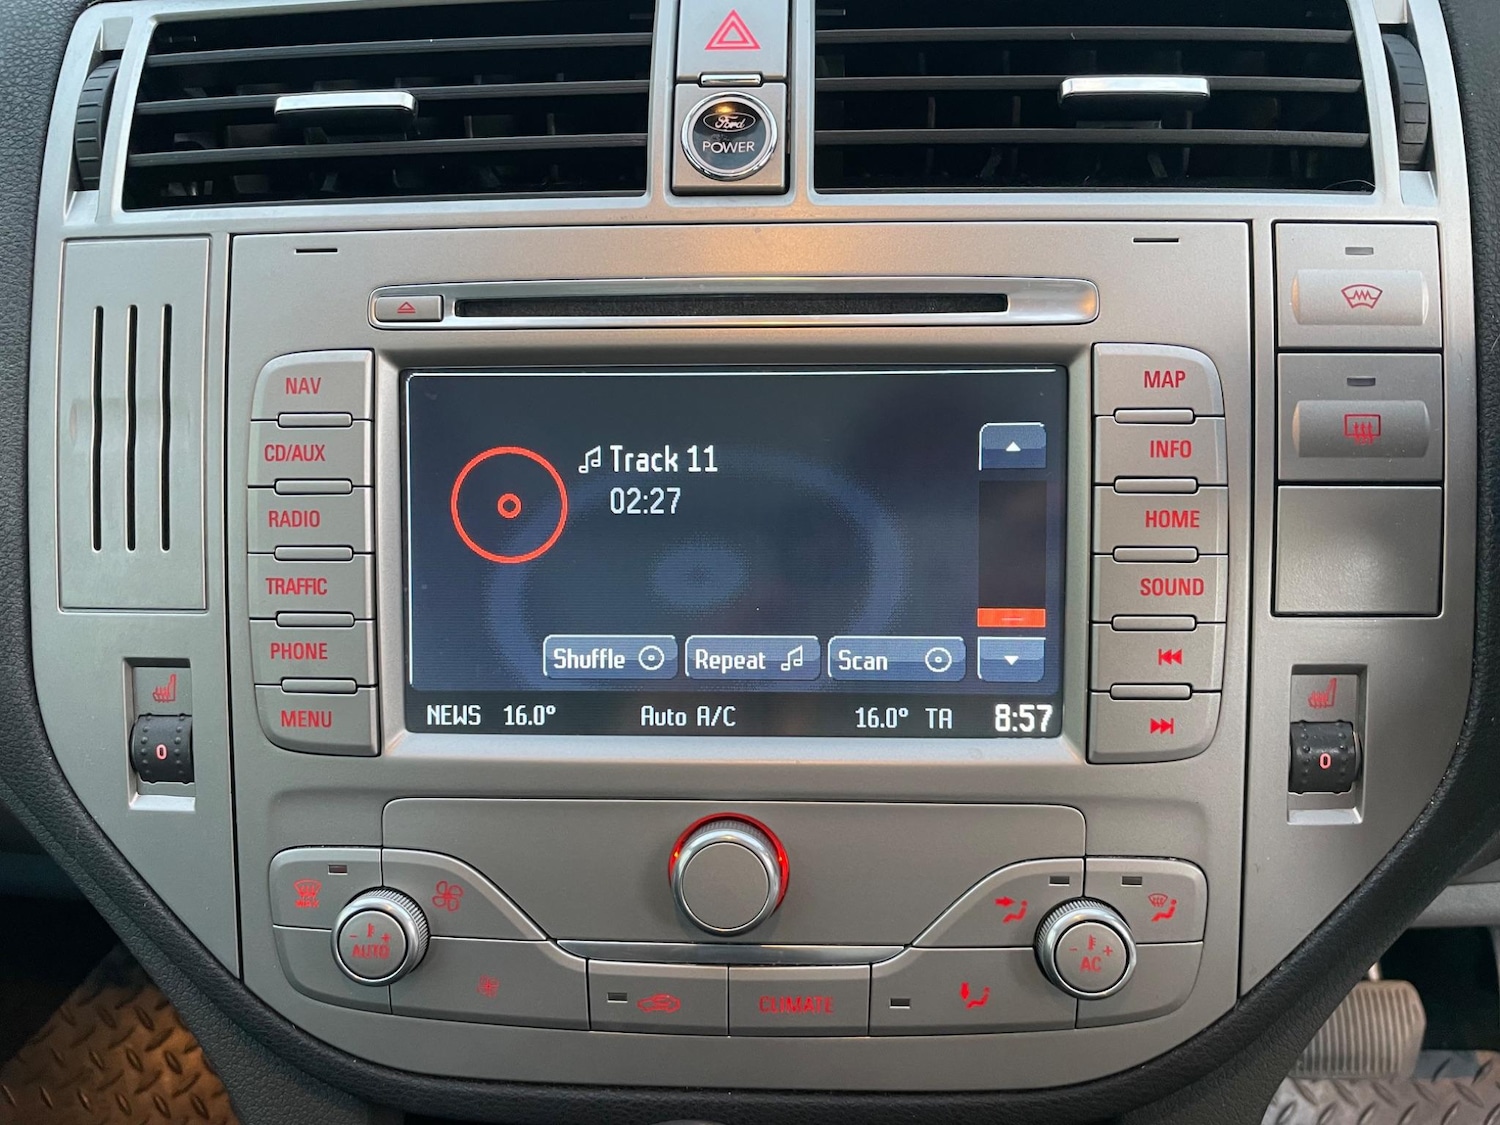 Ford
POWER
NAV
CD/AUX
RADIO
TRAFFIC
PHONE
MENU
Track 11
02:27
Shuffle
Repeat
Scan
NEWS 16.0° Auto A/C 16.0° TA 8:57
MAP
INFO
HOME
SOUND
0
0
AUTO
AC
CLIMATE